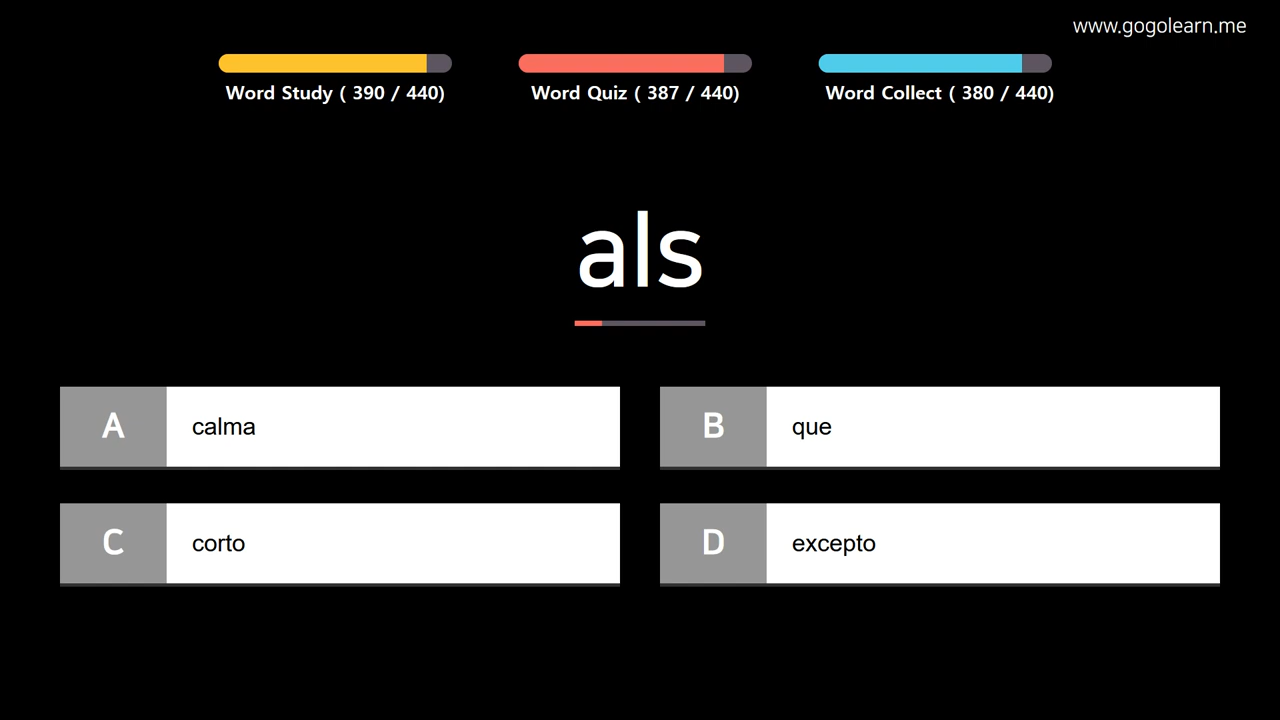 www.gogolearn.me
Word Study ( 390 / 440)
Word Quiz ( 387 / 440)
Word Collect ( 380 / 440)
als
A calma
B que
C corto
D excepto